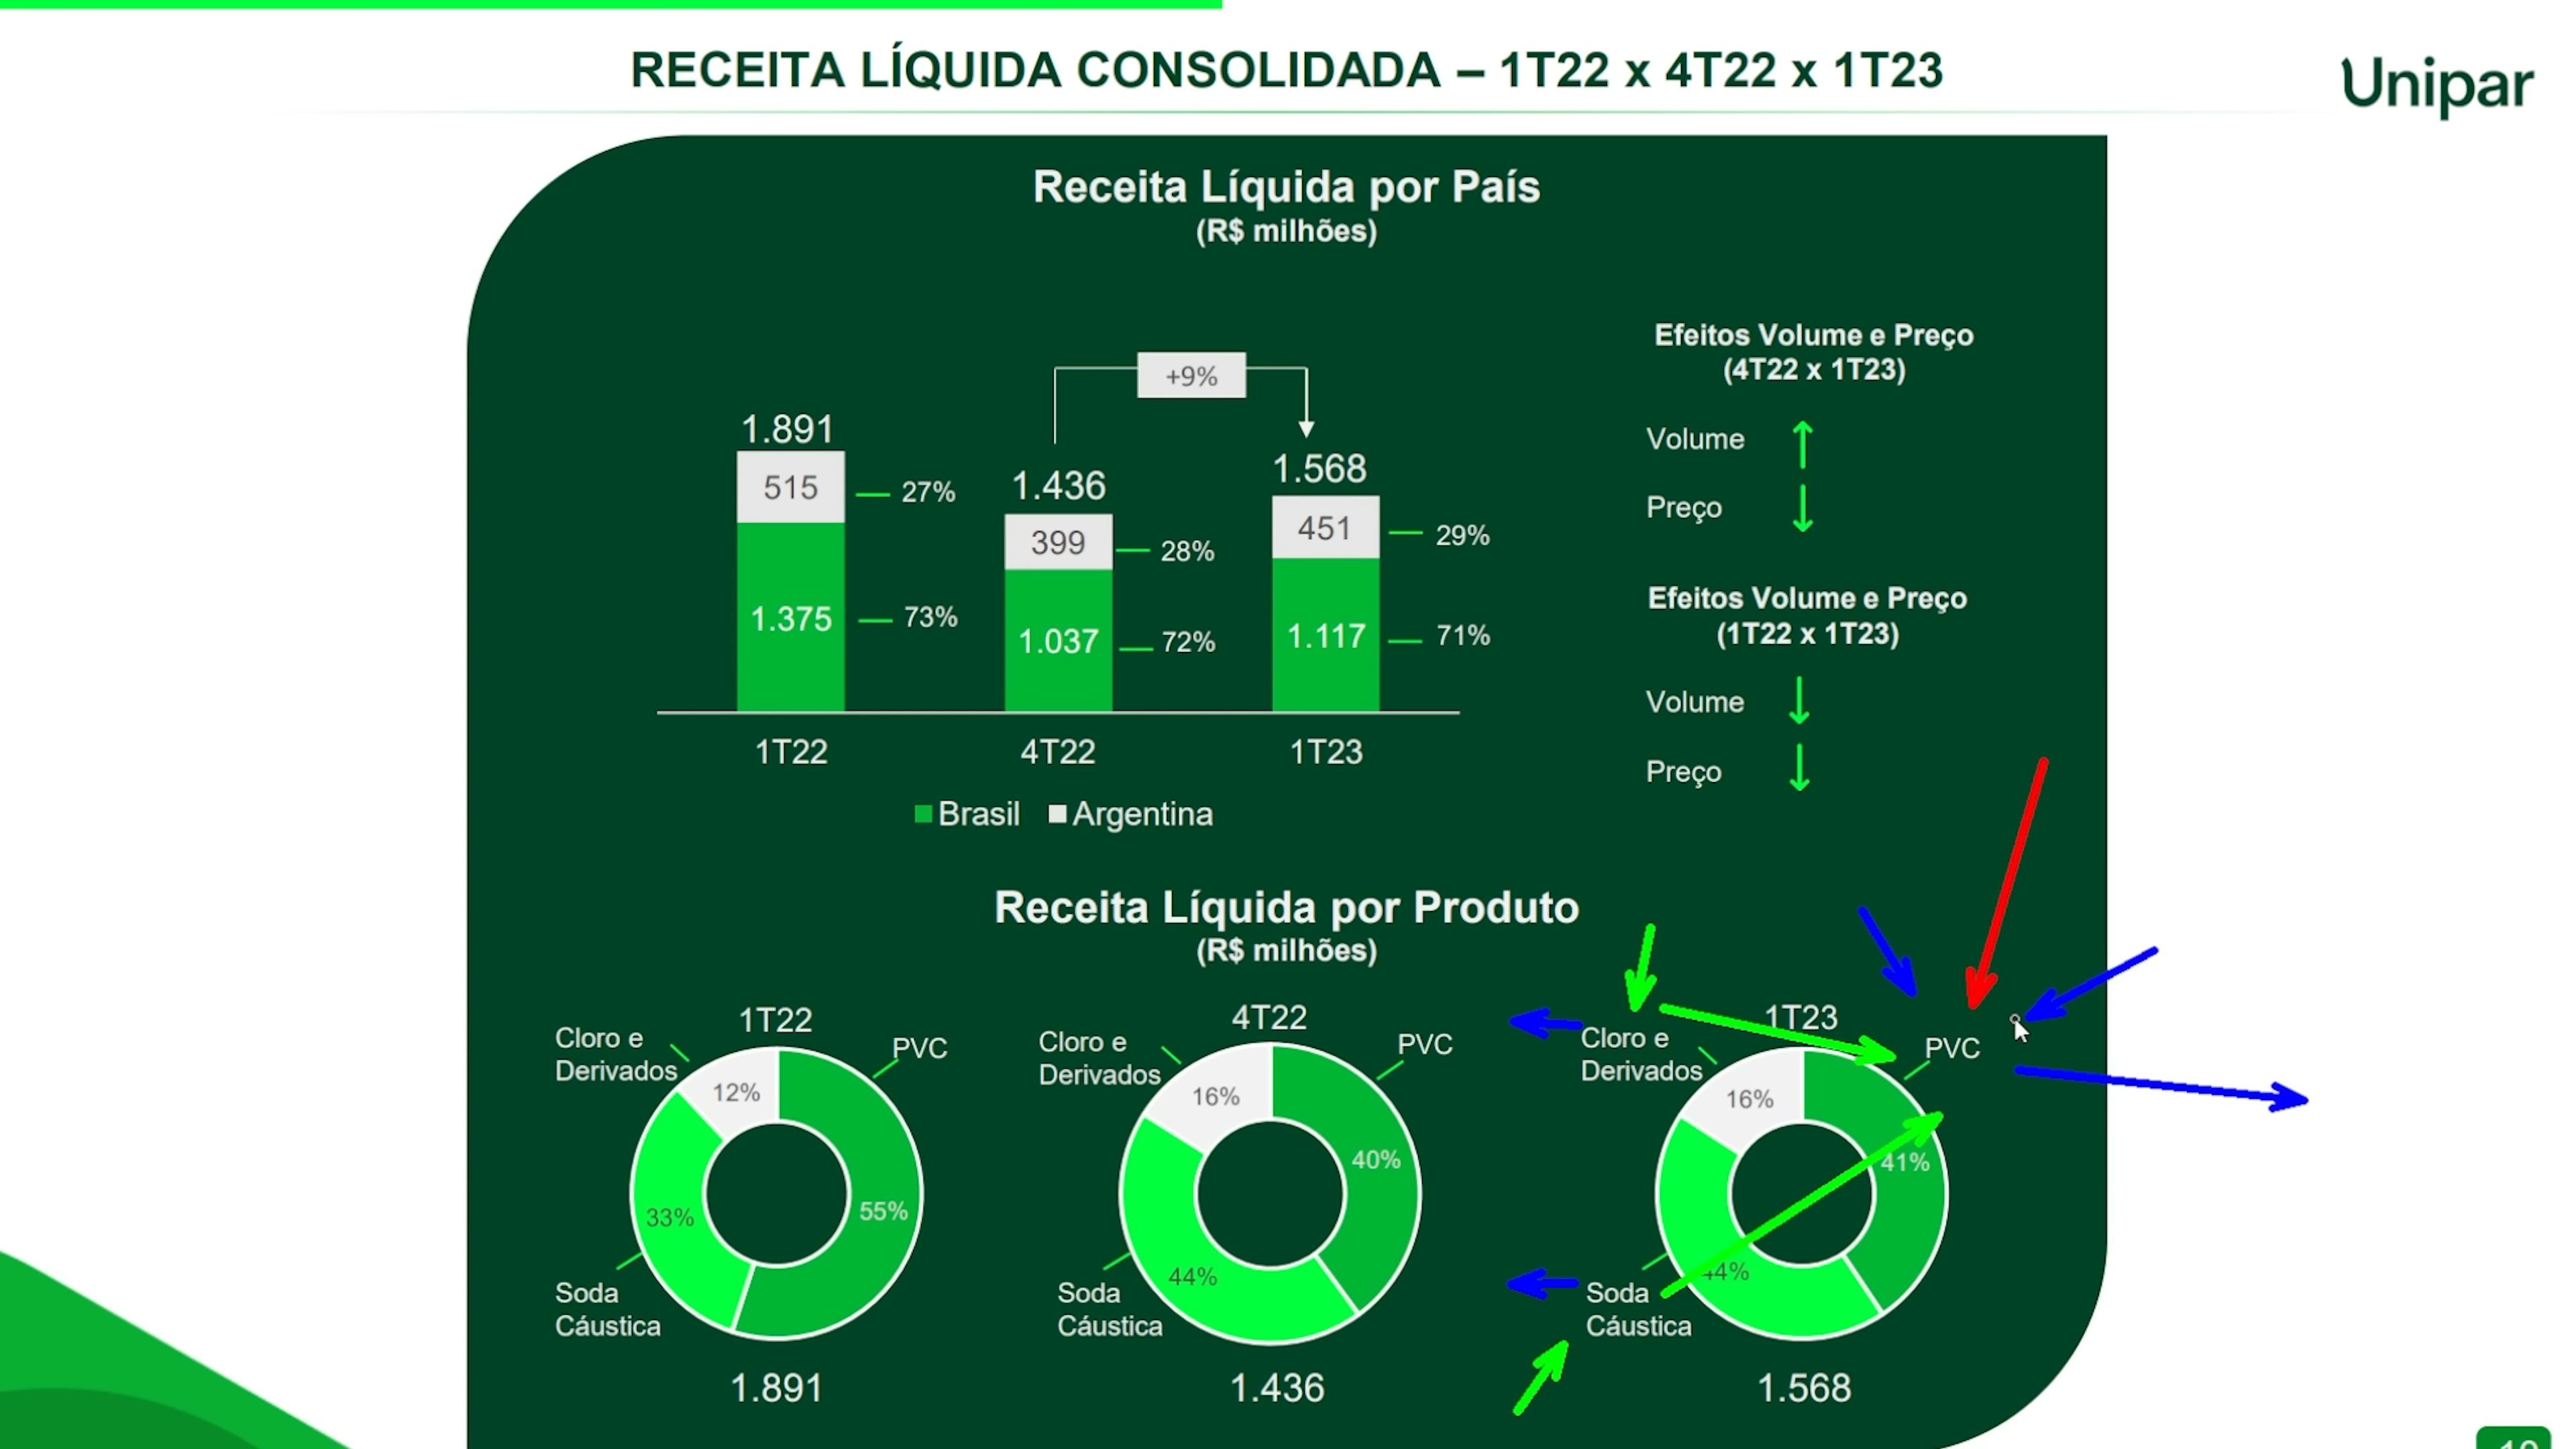 RECEITA LÍQUIDA CONSOLIDADA – 1T22 x 4T22 x 1T23
Unipar
Receita Líquida por País
(R$ milhões)
Efeitos Volume e Preço
(4T22 x 1T23)
Volume
Preço
Efeitos Volume e Preço
(1T22 x 1T23)
Volume
Preço
+9%
1.891
515
27%
1.375
73%
1.436
399
28%
1.037
72%
1.568
451
29%
1.117
71%
1T22
4T22
1T23
Brasil
Argentina
Receita Líquida por Produto
(R$ milhões)
1T22
Cloro e
Derivados
PVC
12%
33%
55%
Soda
Cáustica
1.891
4T22
Cloro e
Derivados
PVC
16%
40%
44%
Soda
Cáustica
1.436
1T23
Cloro e
Derivados
PVC
16%
41%
44%
Soda
Cáustica
1.568